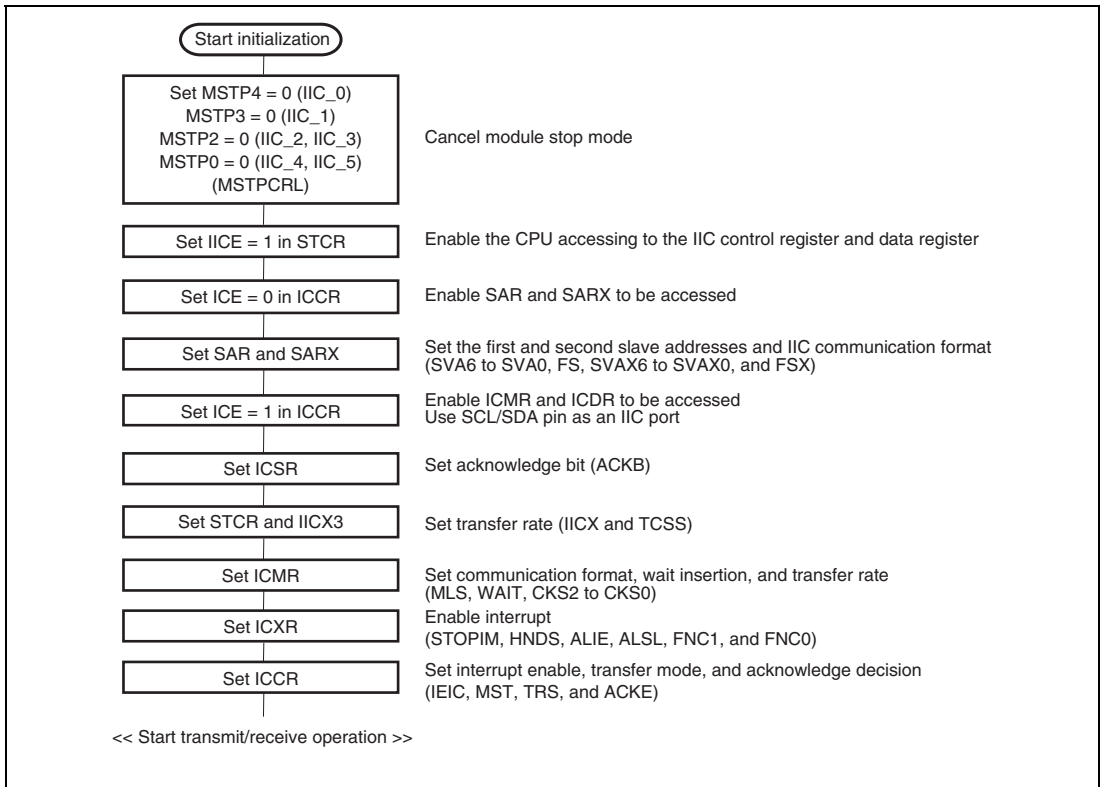 Start initialization
Set MSTP4 = 0 (IIC_0)
MSTP3 = 0 (IIC_1)
MSTP2 = 0 (IIC_2, IIC_3)
MSTP0 = 0 (IIC_4, IIC_5)
(MSTPCRL)
Cancel module stop mode
Set IICE = 1 in STCR
Enable the CPU accessing to the IIC control register and data register
Set ICE = 0 in ICCR
Enable SAR and SARX to be accessed
Set SAR and SARX
Set the first and second slave addresses and IIC communication format
(SVA6 to SVA0, FS, SVAX6 to SVAX0, and FSX)
Set ICE = 1 in ICCR
Enable ICMR and ICDR to be accessed
Use SCL/SDA pin as an IIC port
Set ICSR
Set acknowledge bit (ACKB)
Set STCR and IICX3
Set transfer rate (IICX and TCSS)
Set ICMR
Set communication format, wait insertion, and transfer rate
(MLS, WAIT, CKS2 to CKS0)
Set ICXR
Enable interrupt
(STOPIM, HNDS, ALIE, ALSL, FNC1, and FNC0)
Set ICCR
Set interrupt enable, transfer mode, and acknowledge decision
(IEIC, MST, TRS, and ACKE)
<< Start transmit/receive operation >>